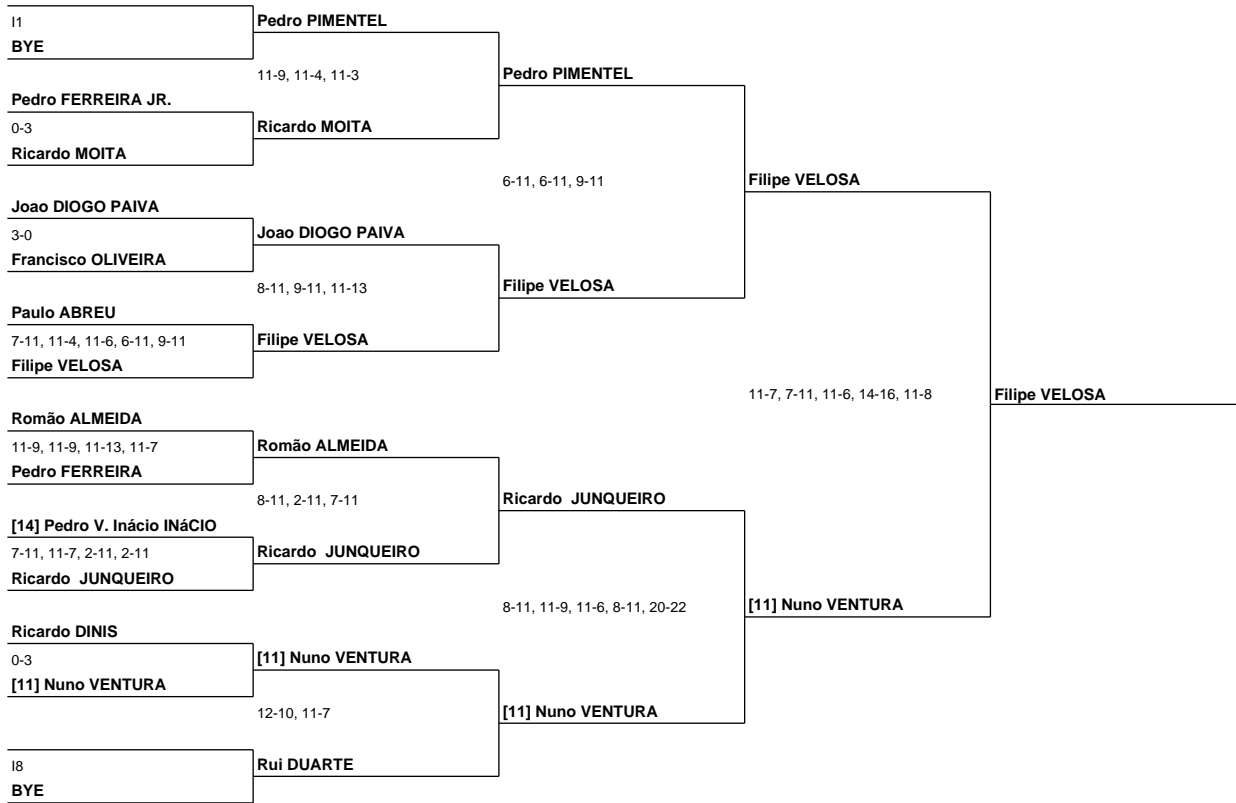 I1
BYE
Pedro FERREIRA JR.
0-3
Ricardo MOITA
Joao DIOGO PAIVA
3-0
Francisco OLIVEIRA
Paulo ABREU
7-11, 11-4, 11-6, 6-11, 9-11
Filipe VELOSA
Romão ALMEIDA
11-9, 11-9, 11-13, 11-7
Pedro FERREIRA
[14] Pedro V. Inácio INáCIO
7-11, 11-7, 2-11, 2-11
Ricardo  JUNQUEIRO
Ricardo DINIS
0-3
[11] Nuno VENTURA
I8
BYE
Pedro PIMENTEL
11-9, 11-4, 11-3
Ricardo MOITA
Joao DIOGO PAIVA
8-11, 9-11, 11-13
Filipe VELOSA
Romão ALMEIDA
8-11, 2-11, 7-11
Ricardo  JUNQUEIRO
[11] Nuno VENTURA
12-10, 11-7
Rui DUARTE
Pedro PIMENTEL
6-11, 6-11, 9-11
Filipe VELOSA
Ricardo  JUNQUEIRO
8-11, 11-9, 11-6, 8-11, 20-22
[11] Nuno VENTURA
Filipe VELOSA
11-7, 7-11, 11-6, 14-16, 11-8
[11] Nuno VENTURA
Filipe VELOSA